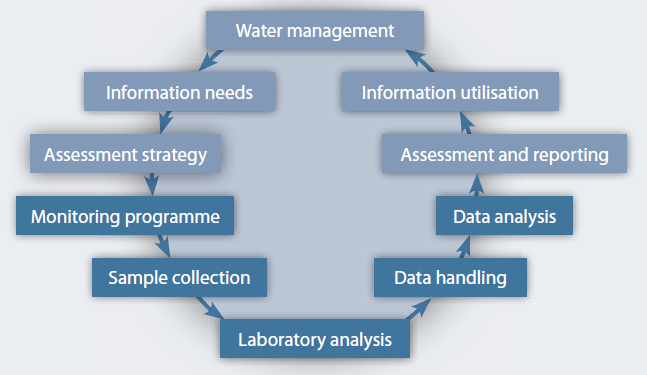 Water management
Information needs
Information utilisation
Assessment strategy
Assessment and reporting
Monitoring programme
Data analysis
Sample collection
Data handling
Laboratory analysis